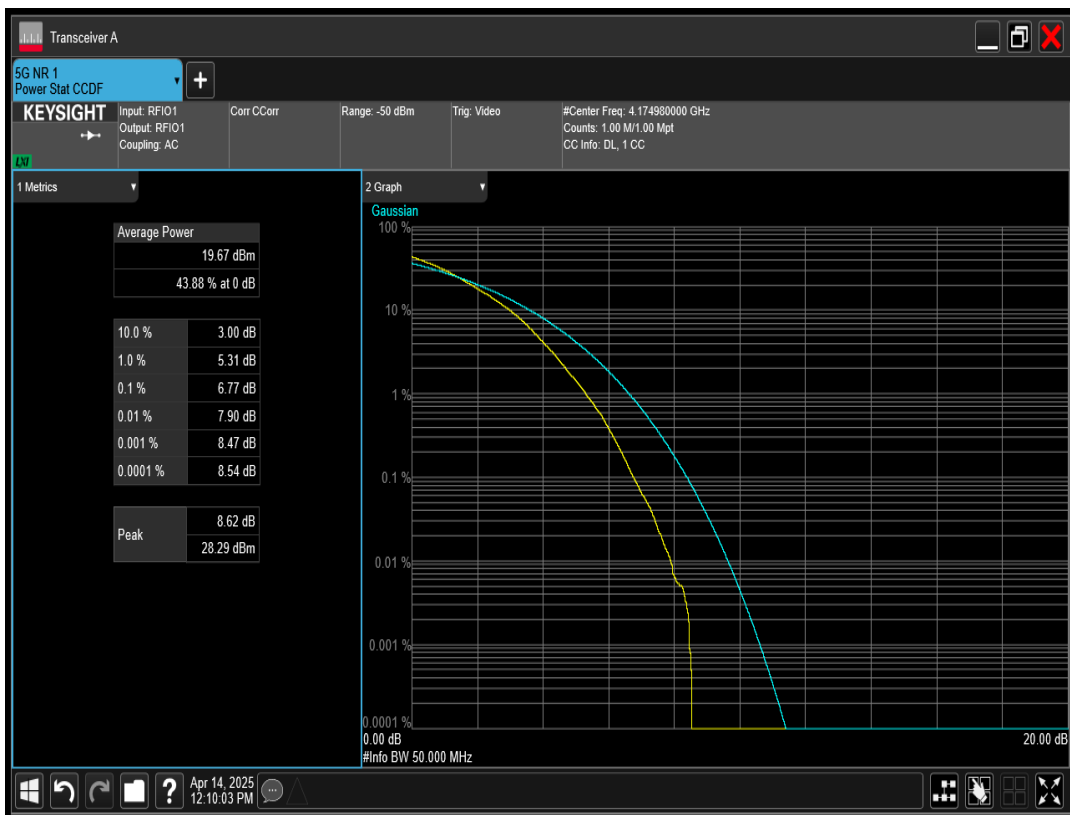 Transceiver A
5G NR 1
Power Stat CCDF
+
KEYSIGHT
LXI
Input: RFIO1
Output: RFIO1
Coupling: AC
Corr CCorr
Range: -50 dBm
Trig: Video
#Center Freq: 4.174980000 GHz
Counts: 1.00 M/1.00 Mpt
CC Info: DL, 1 CC
1 Metrics
Average Power
19.67 dBm
43.88 % at 0 dB
10.0 % 3.00 dB
1.0 % 5.31 dB
0.1 % 6.77 dB
0.01 % 7.90 dB
0.001 % 8.47 dB
0.0001 % 8.54 dB
Peak
8.62 dB
28.29 dBm
2 Graph
Gaussian
100 %
10 %
1 %
0.1 %
0.01 %
0.001 %
0.0001 %
0.00 dB
20.00 dB
#Info BW 50.000 MHz
?
Apr 14, 2025
12:10:03 PM